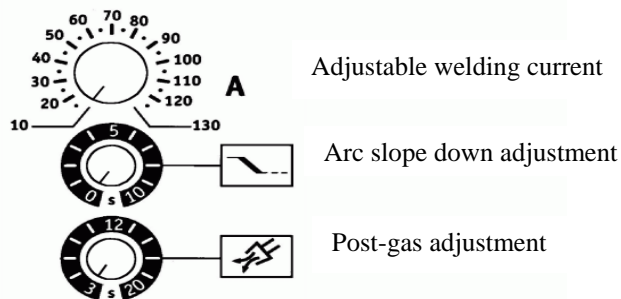 70
60 80
50 90
40 100
30 110
20 120
A
Adjustable welding current
10 130
5
0 s 10
Arc slope down adjustment
12
3 s 20
Post-gas adjustment